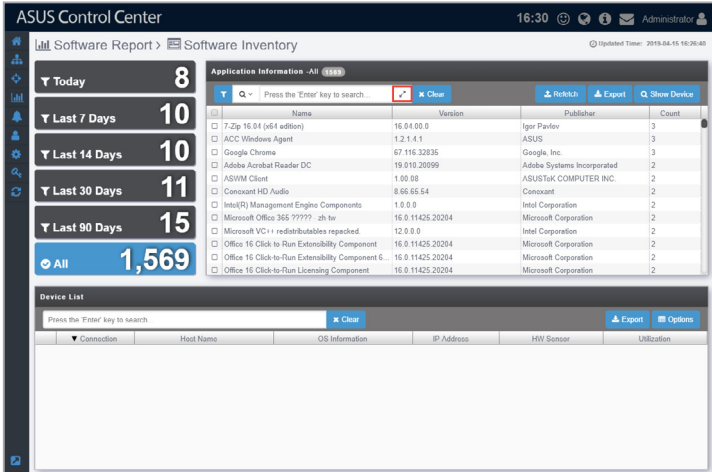 ASUS Control Center
16:30 Administrator
Software Report > Software Inventory
Updated Time: 2019-04-15 16:26:40
Today 8
Last 7 Days 10
Last 14 Days 10
Last 30 Days 11
Last 90 Days 15
All 1,569
Application Information -All 1569
Press the 'Enter' key to search... Clear Refetch Export Show Device
Name Version Publisher Count
7-Zip 16.04 (x64 edition) 16.04.00.0 Igor Pavlov 3
ACC Windows Agent 1.2.1.4.1 ASUS 3
Google Chrome 67.116.32835 Google, Inc. 3
Adobe Acrobat Reader DC 19.010.20099 Adobe Systems Incorporated 2
ASWM Client 1.00.08 ASUSTeK COMPUTER INC. 2
Conexant HD Audio 8.66.65.54 Conexant 2
Intel(R) Management Engine Components 1.0.0.0 Intel Corporation 2
Microsoft Office 365 ????? - zh-tw 16.0.11425.20204 Microsoft Corporation 2
Microsoft VC++ redistributables repacked. 12.0.0.0 Intel Corporation 2
Office 16 Click-to-Run Extensibility Component 16.0.11425.20204 Microsoft Corporation 2
Office 16 Click-to-Run Extensibility Component 6... 16.0.11425.20204 Microsoft Corporation 2
Office 16 Click-to-Run Licensing Component 16.0.11425.20204 Microsoft Corporation 2
Device List
Press the 'Enter' key to search... Clear Export Options
Connection Host Name OS Information IP Address HW Sensor Utilization